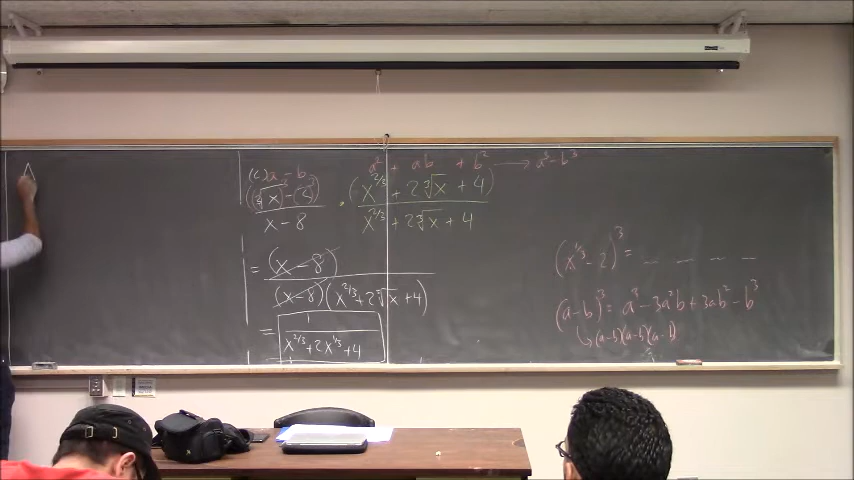 A
(c) a - b a² + ab + b² → a³ - b³
((∛x) - (2)) · (x^{2/3} + 2∛x + 4)
x - 8 x^{2/3} + 2∛x + 4
= (x - 8)
(x - 8)(x^{2/3} + 2∛x + 4)
= 1
x^{2/3} + 2x^{1/3} + 4
(x^{1/3} - 2)³ = _ _ _ _
(a-b)³ = a³ - 3a²b + 3ab² - b³
↳ (a-b)(a-b)(a-b)